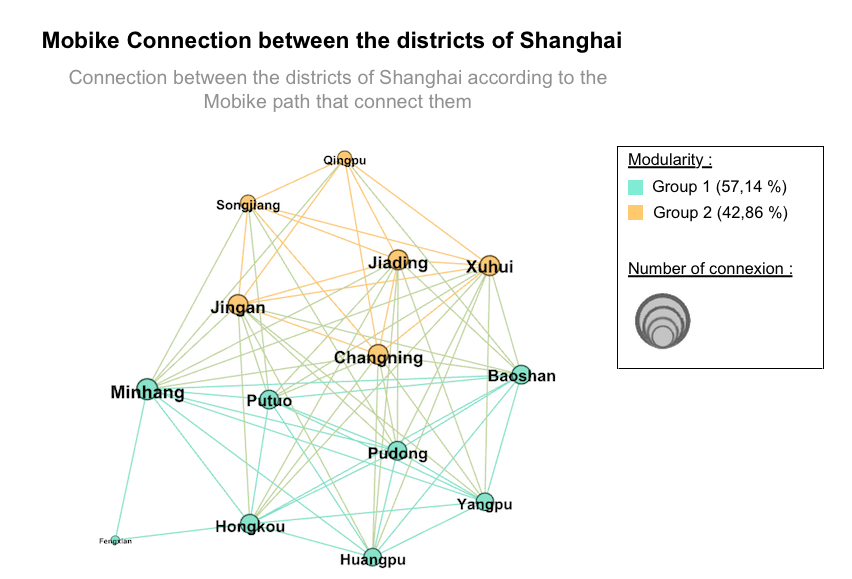 Mobike Connection between the districts of Shanghai
Connection between the districts of Shanghai according to the
Mobike path that connect them
Modularity :
Group 1 (57,14 %)
Group 2 (42,86 %)
Number of connexion :
Qingpu
Songjiang
Jiading
Xuhui
Jingan
Changning
Baoshan
Minhang
Putuo
Pudong
Yangpu
Hongkou
Fengxian
Huangpu